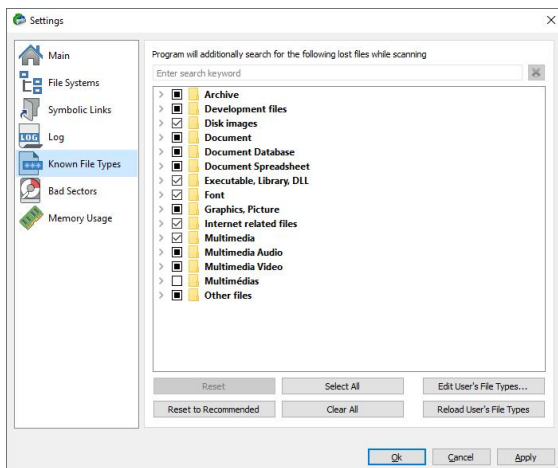 Settings
Main
File Systems
Symbolic Links
LOG Log
Known File Types
Bad Sectors
Memory Usage
Program will additionally search for the following lost files while scanning
Enter search keyword
Archive
Development files
Disk images
Document
Document Database
Document Spreadsheet
Executable, Library, DLL
Font
Graphics, Picture
Internet related files
Multimedia
Multimedia Audio
Multimedia Video
Multimédias
Other files
Reset Select All Edit User's File Types...
Reset to Recommended Clear All Reload User's File Types
Ok Cancel Apply